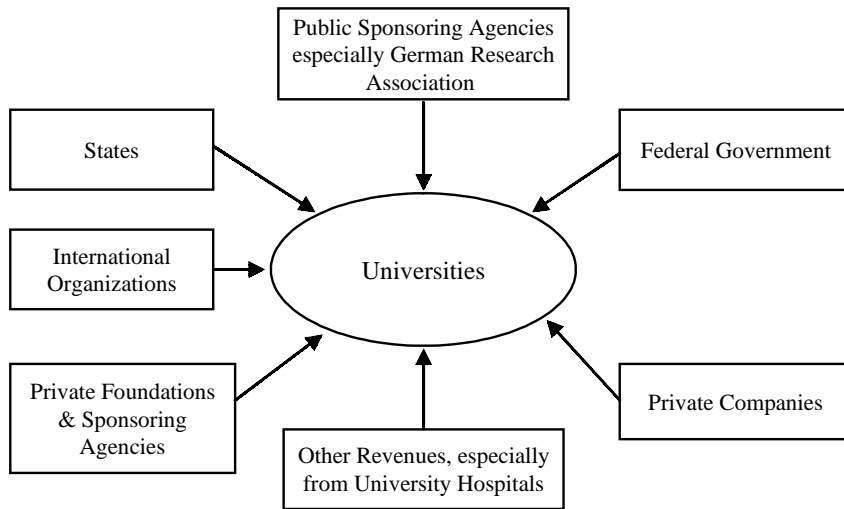 Public Sponsoring Agencies
especially German Research
Association
States
Federal Government
International
Organizations
Universities
Private Foundations
& Sponsoring
Agencies
Private Companies
Other Revenues, especially
from University Hospitals